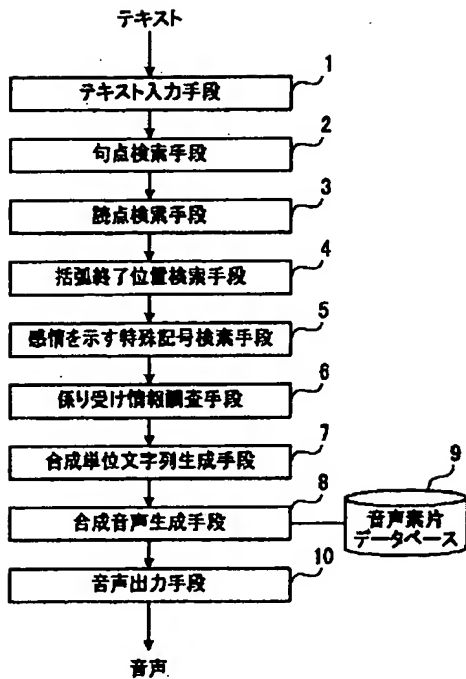 テキスト
1
テキスト入力手段
2
句点検索手段
3
読点検索手段
4
括弧終了位置検索手段
5
感情を示す特殊記号検索手段
6
係り受け情報調査手段
7
合成単位文字列生成手段
8
合成音声生成手段
9
音声素片
データベース
10
音声出力手段
音声